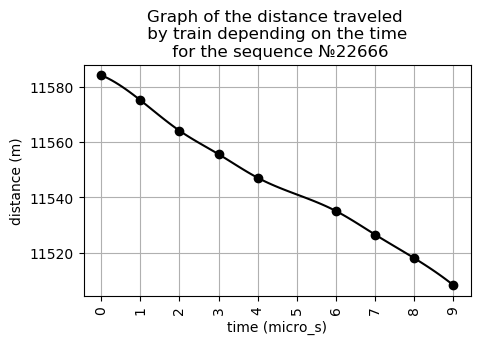 Graph of the distance traveled
by train depending on the time
for the sequence №22666
distance (m)
11580
11560
11540
11520
0 1 2 3 4 5 6 7 8 9
time (micro_s)